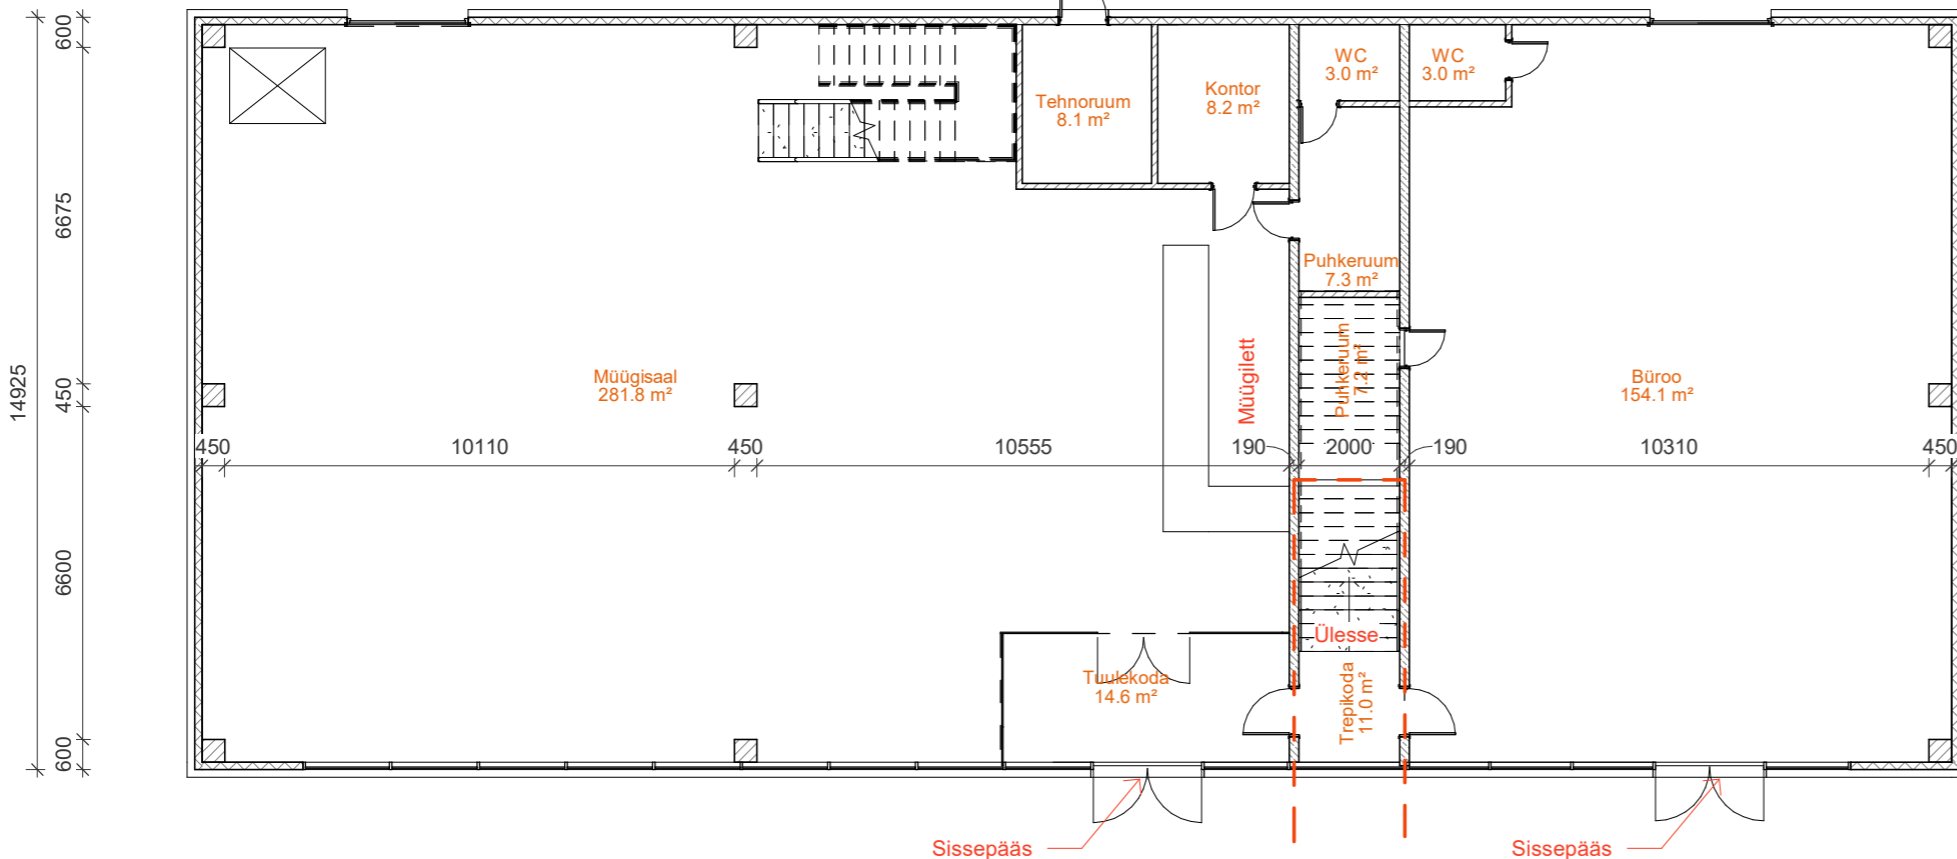 600
6675
14925
450
6600
600
Tehnoruum
8.1 m²
Kontor
8.2 m²
WC
3.0 m²
WC
3.0 m²
Puhkeruum
7.3 m²
Puhkeruum
7.2 m²
Müügilett
Müügisaal
281.8 m²
Büroo
154.1 m²
450
10110
450
10555
190
2000
190
10310
450
Ülesse
Tuulekoda
14.6 m²
Trepikoda
11.0 m²
Sissepääs
Sissepääs